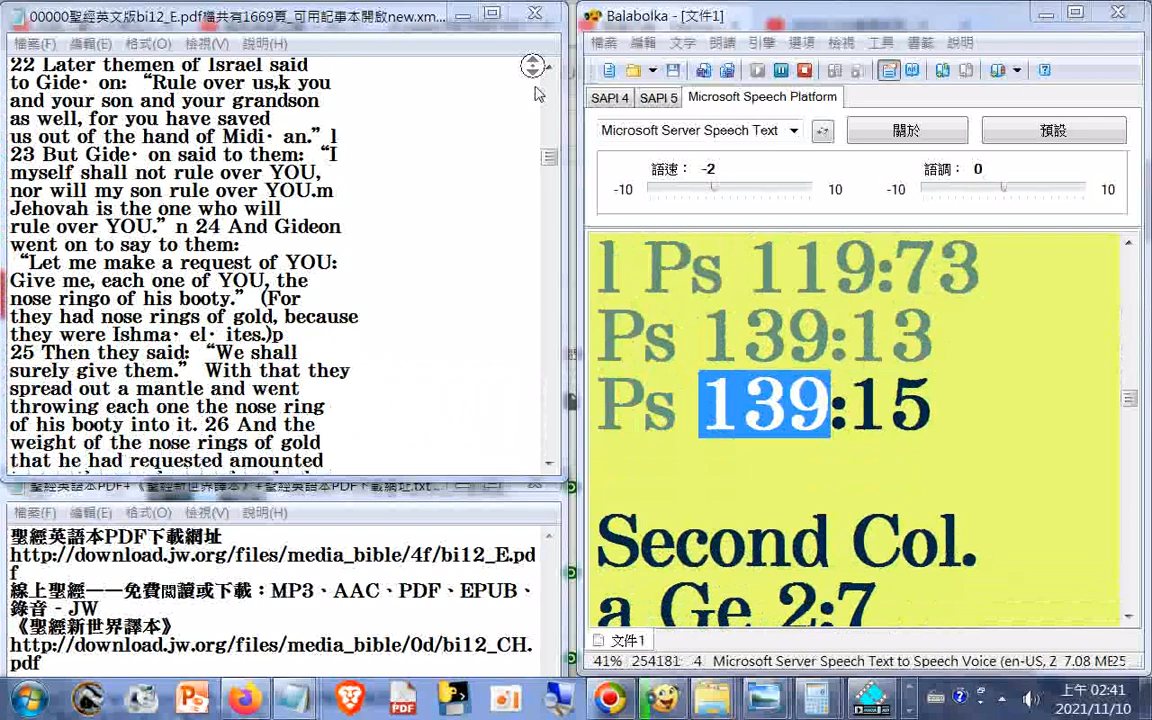 00000聖經英文版bi12_E.pdf檔共有1669頁_可用記事本開啟new.xm...
檔案(F) 編輯(E) 格式(O) 檢視(V) 說明(H)
22 Later themen of Israel said
to Gide· on: “Rule over us,k you
and your son and your grandson
as well, for you have saved
us out of the hand of Midi· an.” l
23 But Gide· on said to them: “I
myself shall not rule over YOU,
nor will my son rule over YOU.m
Jehovah is the one who will
rule over YOU.” n 24 And Gideon
went on to say to them:
“Let me make a request of YOU:
Give me, each one of YOU, the
nose ringo of his booty.” (For
they had nose rings of gold, because
they were Ishma· el· ites.)p
25 Then they said: “We shall
surely give them.” With that they
spread out a mantle and went
throwing each one the nose ring
of his booty into it. 26 And the
weight of the nose rings of gold
that he had requested amounted
聖經英語本PDF+《聖經新世界譯本》+聖經英語本PDF下載網址.txt ...
檔案(F) 編輯(E) 格式(O) 檢視(V) 說明(H)
聖經英語本PDF下載網址
http://download.jw.org/files/media_bible/4f/bi12_E.pd
f
線上聖經——免費閱讀或下載：MP3、AAC、PDF、EPUB、
錄音 - JW
《聖經新世界譯本》
http://download.jw.org/files/media_bible/0d/bi12_CH.
pdf
Balabolka - [文件1]
檔案 編輯 文字 朗讀 引擎 選項 檢視 工具 書籤 說明
SAPI 4 SAPI 5 Microsoft Speech Platform
Microsoft Server Speech Text 關於 預設
語速： -2 語調： 0
-10 10 -10 10
l Ps 119:73
Ps 139:13
Ps 139:15
Second Col.
a Ge 2:7
文件1
41% 254181: 4 Microsoft Server Speech Text to Speech Voice (en-US, Z 7.08 ME25
PDF
上午 02:41
2021/11/10